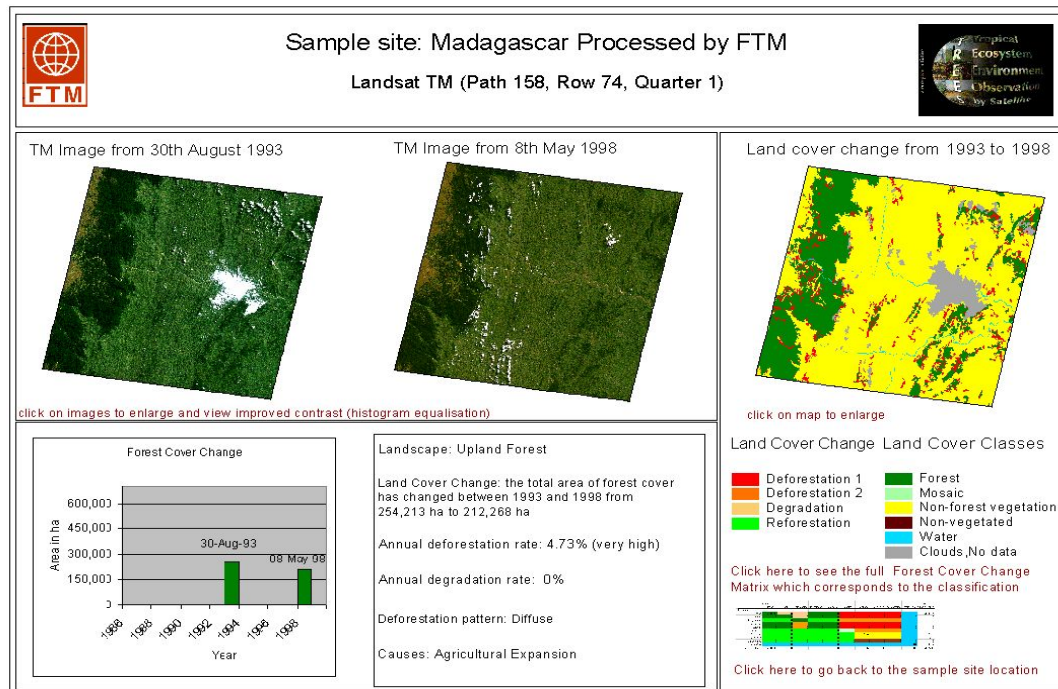 FTM
Sample site: Madagascar Processed by FTM
Landsat TM (Path 158, Row 74, Quarter 1)
Tropical
Ecosystem
Environment
Observation
by Satellite
TM Image from 30th August 1993
TM Image from 8th May 1998
click on images to enlarge and view improved contrast (histogram equalisation)
Land cover change from 1993 to 1998
click on map to enlarge
Forest Cover Change
Area in ha
600,000
450,000
300,000
150,000
0
30-Aug-93
08 May 98
1986
1988
1990
1992
1994
1996
1998
Year
Landscape: Upland Forest
Land Cover Change: the total area of forest cover
has changed between 1993 and 1998 from
254,213 ha to 212,268 ha
Annual deforestation rate: 4.73% (very high)
Annual degradation rate: 0%
Deforestation pattern: Diffuse
Causes: Agricultural Expansion
Land Cover Change
Deforestation 1
Deforestation 2
Degradation
Reforestation
Land Cover Classes
Forest
Mosaic
Non-forest vegetation
Non-vegetated
Water
Clouds,No data
Click here to see the full Forest Cover Change
Matrix which corresponds to the classification
Click here to go back to the sample site location